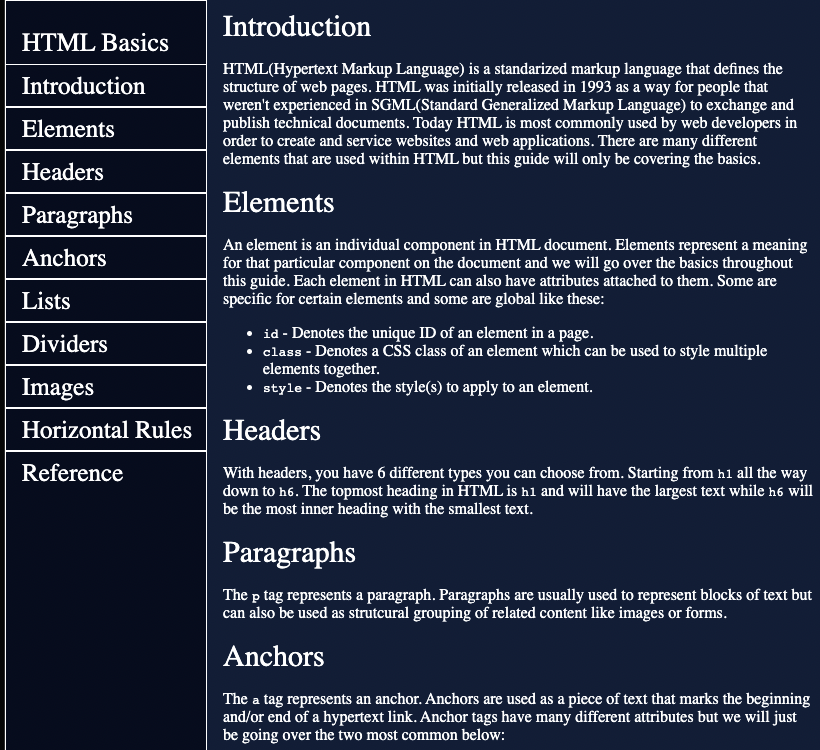 HTML Basics
Introduction
Elements
Headers
Paragraphs
Anchors
Lists
Dividers
Images
Horizontal Rules
Reference
Introduction
HTML(Hypertext Markup Language) is a standarized markup language that defines the
structure of web pages. HTML was initially released in 1993 as a way for people that
weren't experienced in SGML(Standard Generalized Markup Language) to exchange and
publish technical documents. Today HTML is most commonly used by web developers in
order to create and service websites and web applications. There are many different
elements that are used within HTML but this guide will only be covering the basics.
Elements
An element is an individual component in HTML document. Elements represent a meaning
for that particular component on the document and we will go over the basics throughout
this guide. Each element in HTML can also have attributes attached to them. Some are
specific for certain elements and some are global like these:
• id - Denotes the unique ID of an element in a page.
• class - Denotes a CSS class of an element which can be used to style multiple
elements together.
• style - Denotes the style(s) to apply to an element.
Headers
With headers, you have 6 different types you can choose from. Starting from h1 all the way
down to h6. The topmost heading in HTML is h1 and will have the largest text while h6 will
be the most inner heading with the smallest text.
Paragraphs
The p tag represents a paragraph. Paragraphs are usually used to represent blocks of text but
can also be used as strutcural grouping of related content like images or forms.
Anchors
The a tag represents an anchor. Anchors are used as a piece of text that marks the beginning
and/or end of a hypertext link. Anchor tags have many different attributes but we will just
be going over the two most common below: